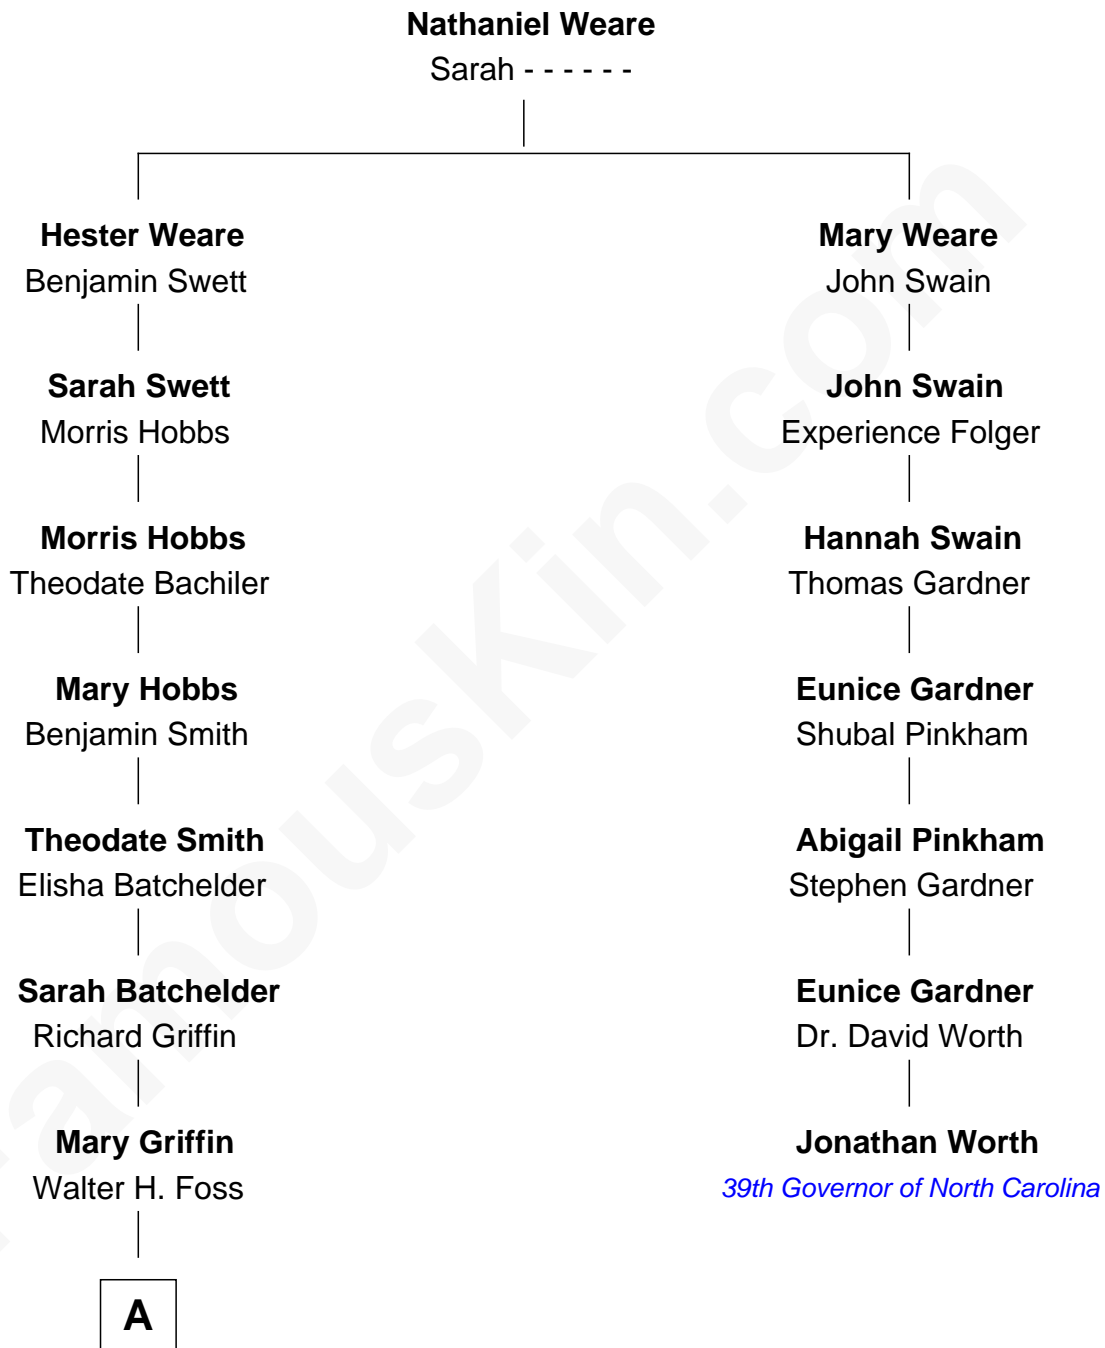 Nathaniel Weare
Sarah - - - - - -
Hester Weare
Benjamin Swett
Mary Weare
John Swain
Sarah Swett
Morris Hobbs
John Swain
Experience Folger
Morris Hobbs
Theodate Bachiler
Hannah Swain
Thomas Gardner
Mary Hobbs
Benjamin Smith
Eunice Gardner
Shubal Pinkham
Theodate Smith
Elisha Batchelder
Abigail Pinkham
Stephen Gardner
Sarah Batchelder
Richard Griffin
Eunice Gardner
Dr. David Worth
Mary Griffin
Walter H. Foss
Jonathan Worth
39th Governor of North Carolina
A
FamousKin.com